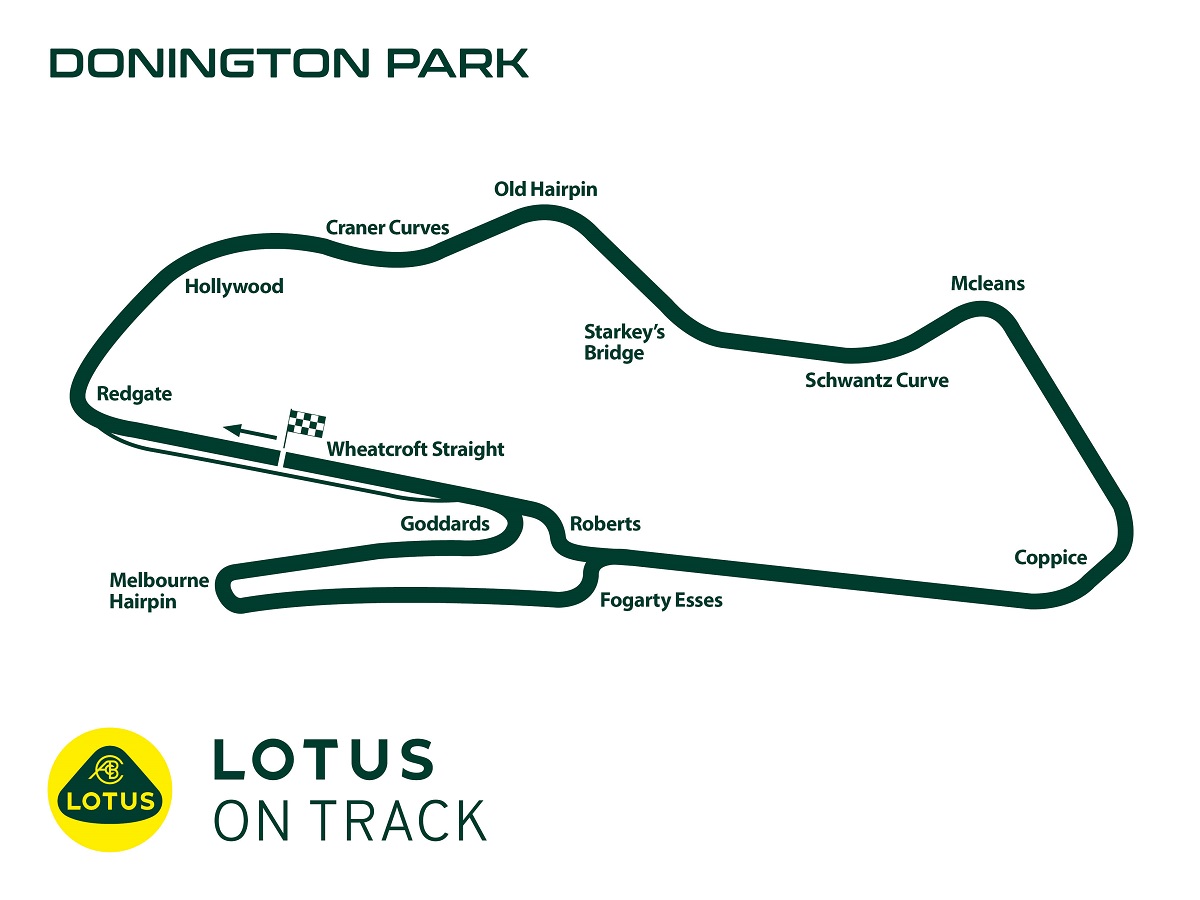 DONINGTON PARK
Old Hairpin
Craner Curves
Hollywood
Mcleans
Starkey’s
Bridge
Schwantz Curve
Redgate
Wheatcroft Straight
Goddards
Roberts
Coppice
Melbourne
Hairpin
Fogarty Esses
LOTUS
ON TRACK
ACBC
LOTUS